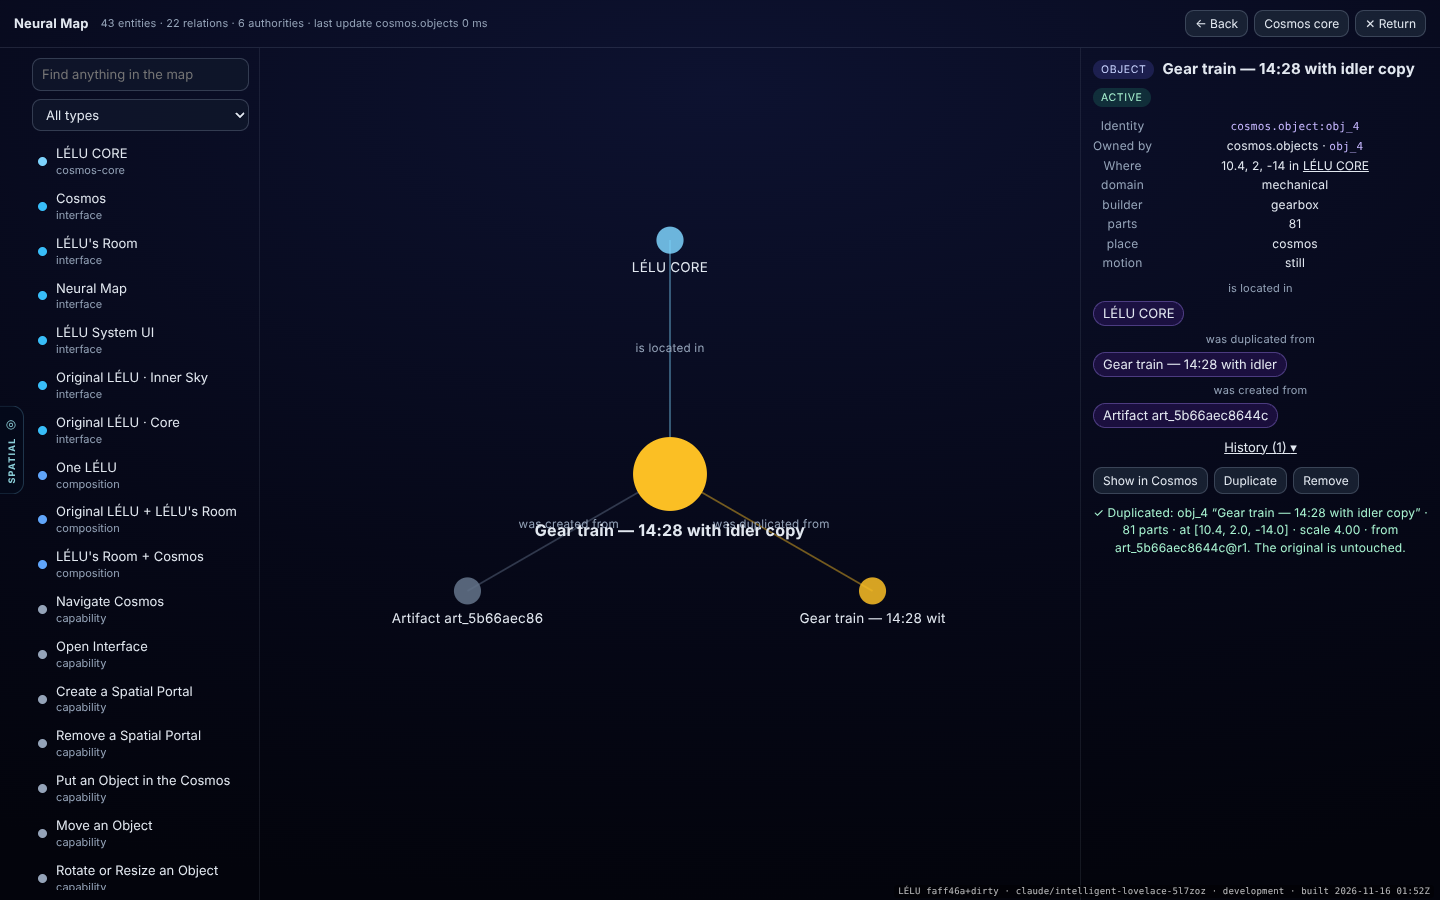 Neural Map 43 entities · 22 relations · 6 authorities · last update cosmos.objects 0 ms
← Back Cosmos core ✕ Return
Find anything in the map
All types
LÉLU CORE
cosmos-core
Cosmos
interface
LÉLU's Room
interface
Neural Map
interface
LÉLU System UI
interface
Original LÉLU · Inner Sky
interface
Original LÉLU · Core
interface
One LÉLU
composition
Original LÉLU + LÉLU's Room
composition
LÉLU's Room + Cosmos
composition
Navigate Cosmos
capability
Open Interface
capability
Create a Spatial Portal
capability
Remove a Spatial Portal
capability
Put an Object in the Cosmos
capability
Move an Object
capability
Rotate or Resize an Object
capability
SPATIAL ◎
LÉLU CORE
is located in
was created from
was duplicated from
Gear train — 14:28 with idler copy
Artifact art_5b66aec86
Gear train — 14:28 wit
OBJECT Gear train — 14:28 with idler copy
ACTIVE
Identity cosmos.object:obj_4
Owned by cosmos.objects · obj_4
Where 10.4, 2, -14 in LÉLU CORE
domain mechanical
builder gearbox
parts 81
place cosmos
motion still
is located in
LÉLU CORE
was duplicated from
Gear train — 14:28 with idler
was created from
Artifact art_5b66aec8644c
History (1) ▾
Show in Cosmos Duplicate Remove
✓ Duplicated: obj_4 “Gear train — 14:28 with idler copy” ·
81 parts · at [10.4, 2.0, -14.0] · scale 4.00 · from
art_5b66aec8644c@r1. The original is untouched.
LÉLU faff46a+dirty · claude/intelligent-lovelace-5l7zoz · development · built 2026-11-16 01:52Z